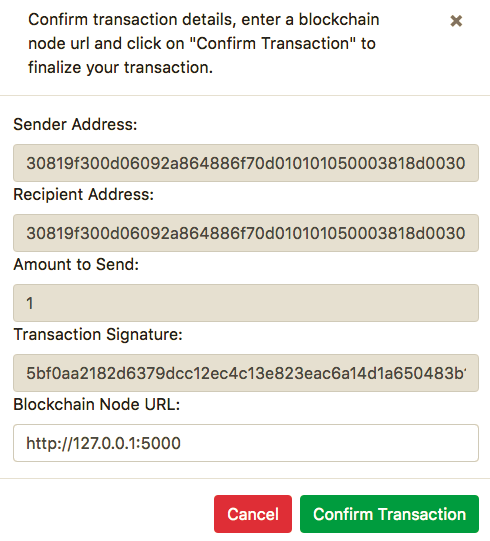 Confirm transaction details, enter a blockchain
node url and click on "Confirm Transaction" to
finalize your transaction.
Sender Address:
30819f300d06092a864886f70d010101050003818d0030
Recipient Address:
30819f300d06092a864886f70d010101050003818d0030
Amount to Send:
1
Transaction Signature:
5bf0aa2182d6379dcc12ec4c13e823eac6a14d1a650483b
Blockchain Node URL:
http://127.0.0.1:5000
Cancel
Confirm Transaction